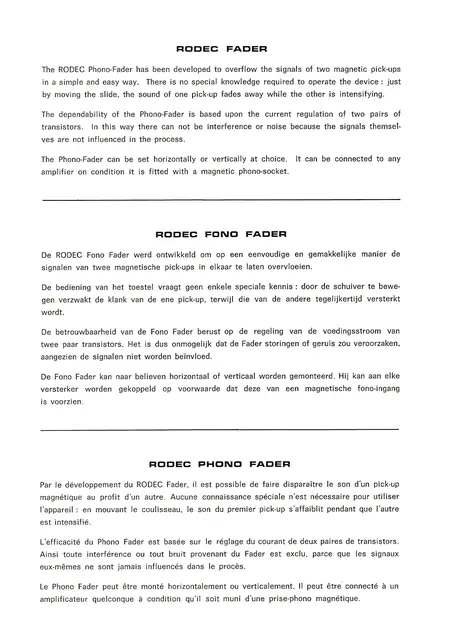 RODEC FADER
The RODEC Phono-Fader has been developed to overflow the signals of two magnetic pick-ups
in a simple and easy way. There is no special knowledge required to operate the device : just
by moving the slide, the sound of one pick-up fades away while the other is intensifying.
The dependability of the Phono-Fader is based upon the current regulation of two pairs of
transistors. In this way there can not be interference or noise because the signals themsel-
ves are not influenced in the process.
The Phono-Fader can be set horizontally or vertically at choice. It can be connected to any
amplifier on condition it is fitted with a magnetic phono-socket.
RODEC FONO FADER
De RODEC Fono Fader werd ontwikkeld om op een eenvoudige en gemakkelijke manier de
signalen van twee magnetische pick-ups in elkaar te laten overvloeien.
De bediening van het toestel vraagt geen enkele speciale kennis : door de schuiver te bewe-
gen verzwakt de klank van de ene pick-up, terwijl die van de andere tegelijkertijd versterkt
wordt.
De betrouwbaarheid van de Fono Fader berust op de regeling van de voedingsstroom van
twee paar transistors. Het is dus onmogelijk dat de Fader storingen of geruis zou veroorzaken,
aangezien de signalen niet worden beïnvloed.
De Fono Fader kan naar believen horizontaal of verticaal worden gemonteerd. Hij kan aan elke
versterker worden gekoppeld op voorwaarde dat deze van een magnetische fono-ingang
is voorzien.
RODEC PHONO FADER
Par le développement du RODEC Fader, il est possible de faire disparaître le son d'un pick-up
magnétique au profit d'un autre. Aucune connaissance spéciale n'est nécessaire pour utiliser
l'appareil : en mouvant le coulisseau, le son du premier pick-up s'affaiblit pendant que l'autre
est intensifié.
L'efficacité du Phono Fader est basée sur le réglage du courant de deux paires de transistors.
Ainsi toute interférence ou tout bruit provenant du Fader est exclu, parce que les signaux
eux-mêmes ne sont jamais influencés dans le procès.
Le Phono Fader peut être monté horizontalement ou verticalement. Il peut être connecté à un
amplificateur quelconque à condition qu'il soit muni d'une prise-phono magnétique.